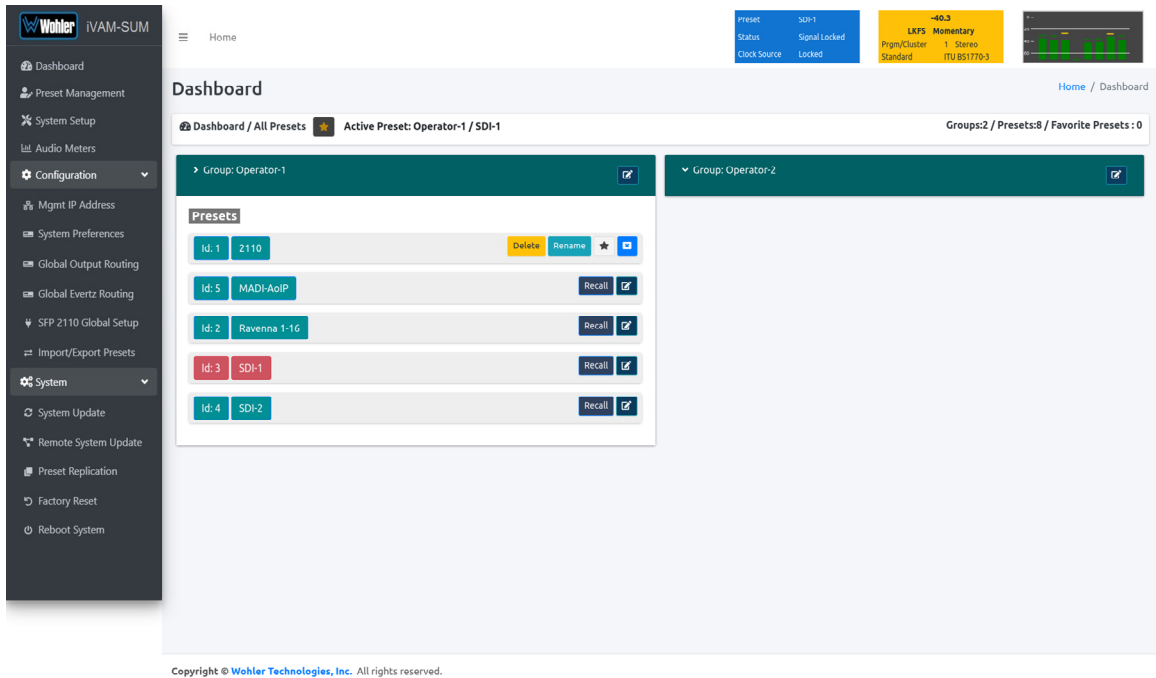 Wohler iVAM-SUM
Dashboard
Preset Management
System Setup
Audio Meters
Configuration
Mgmt IP Address
System Preferences
Global Output Routing
Global Evertz Routing
SFP 2110 Global Setup
Import/Export Presets
System
System Update
Remote System Update
Preset Replication
Factory Reset
Reboot System
Home
Preset SDI-1
Status Signal Locked
Clock Source Locked
-40.3
LKFS Momentary
Prgm/Cluster 1 Stereo
Standard ITU BS1770-3
Dashboard
Home / Dashboard
Dashboard / All Presets Active Preset: Operator-1 / SDI-1
Groups:2 / Presets:8 / Favorite Presets : 0
Group: Operator-1
Presets
Id: 1 2110 Delete Rename
Id: 5 MADI-AoIP Recall
Id: 2 Ravenna 1-16 Recall
Id: 3 SDI-1 Recall
Id: 4 SDI-2 Recall
Group: Operator-2
Copyright © Wohler Technologies, Inc. All rights reserved.